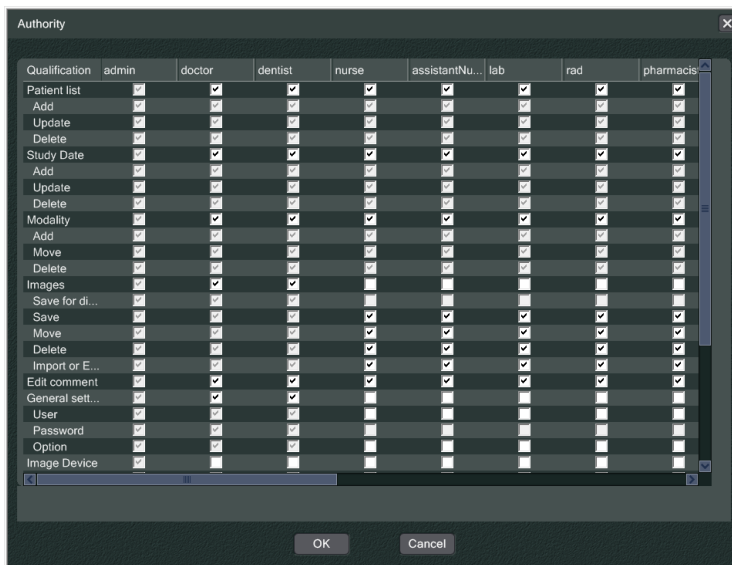 Authority
Qualification admin doctor dentist nurse assistantNu... lab rad pharmacist
Patient list
Add
Update
Delete
Study Date
Add
Update
Delete
Modality
Add
Move
Delete
Images
Save for di...
Save
Move
Delete
Import or E...
Edit comment
General sett...
User
Password
Option
Image Device
OK Cancel